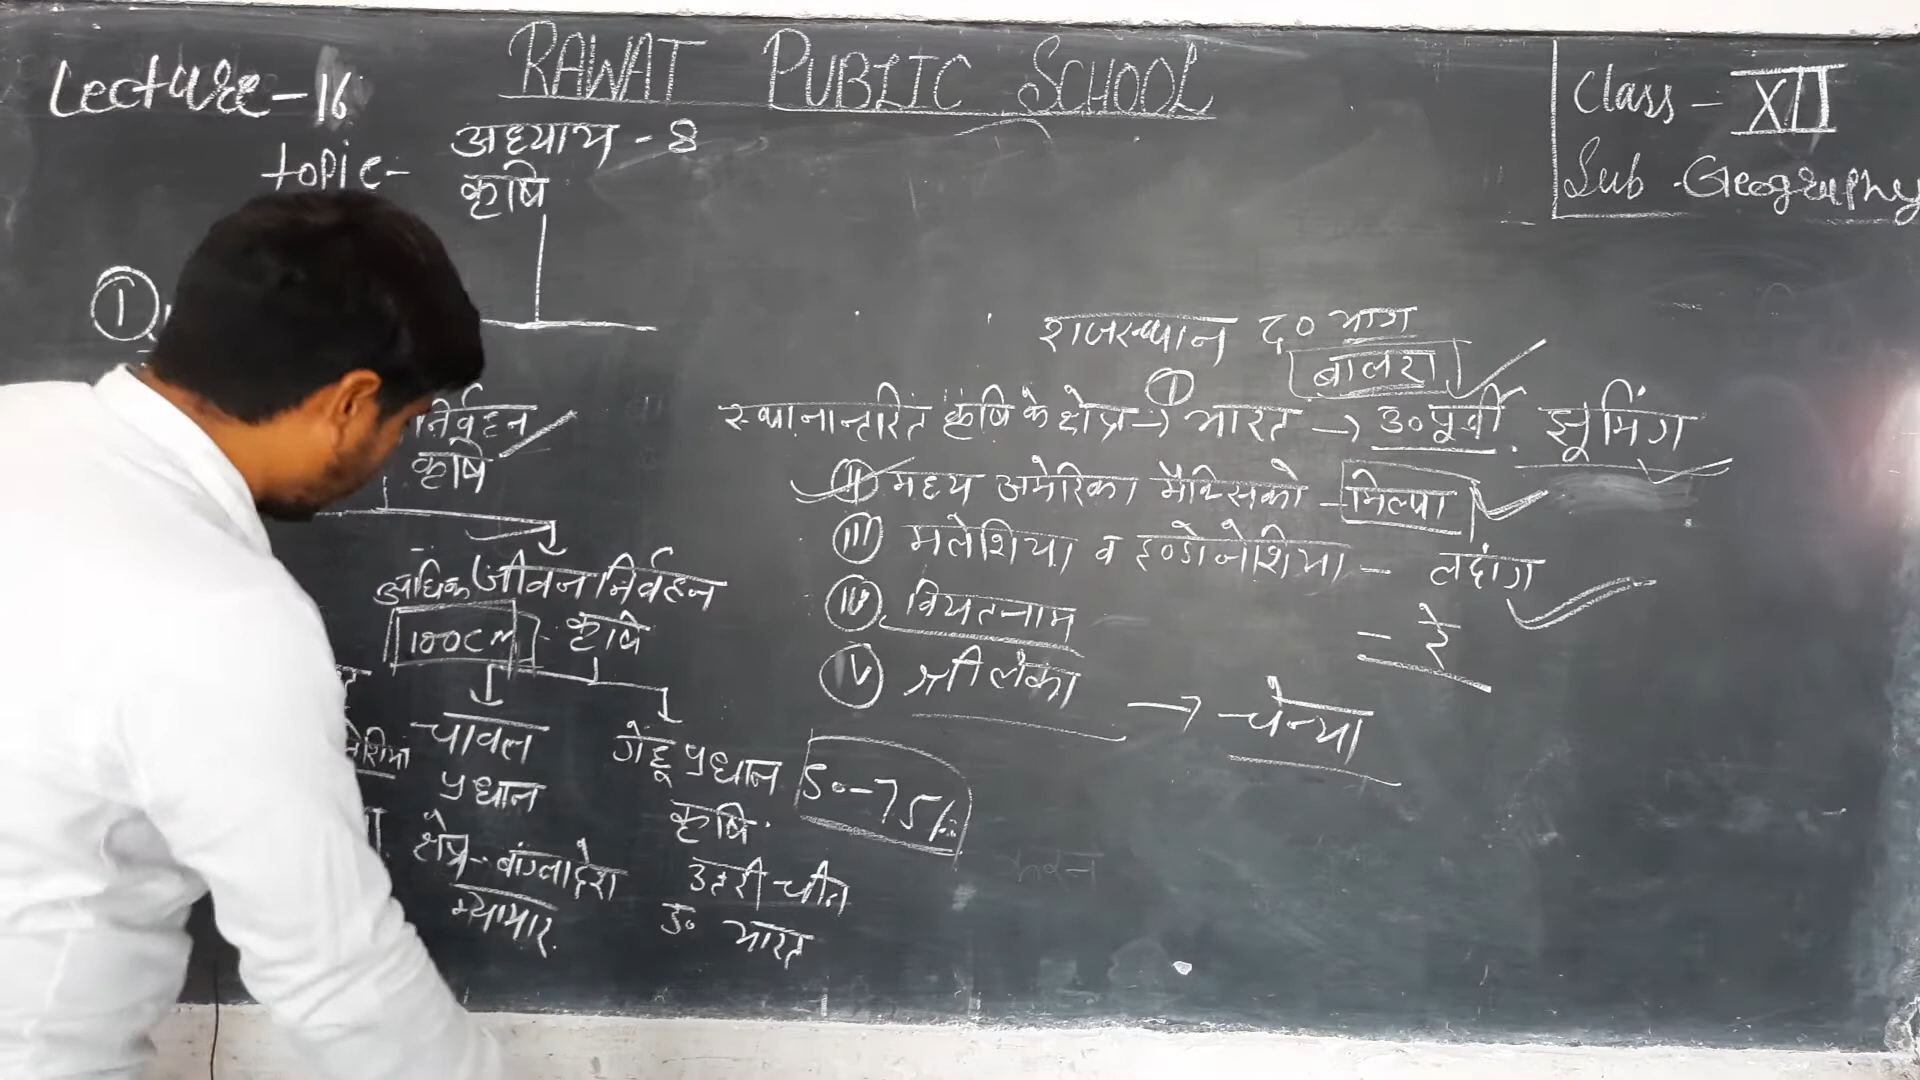 Lecture-16
RAWAT PUBLIC SCHOOL
Class - XII
Sub - Geography
अध्याय - 8
topic- कृषि
I
राजस्थान द० भाग
बालरा
स्थानान्तरित कृषि के क्षेत्र → I भारत → उ० पूर्वी झूमिंग
II मध्य अमेरिका मैक्सिको - मिल्पा
III मलेशिया व इण्डोनेशिया - लदांग
IV वियतनाम = रे
V श्रीलंका → चेन्या
निर्वहन
कृषि
अधिक जीवन निर्वहन
100CM कृषि
चावल
प्रधान
क्षेत्र - बांग्लादेश
म्यामार.
गेहू प्रधान
कृषि
50-75%
उत्तरी चीन
उ० भारत